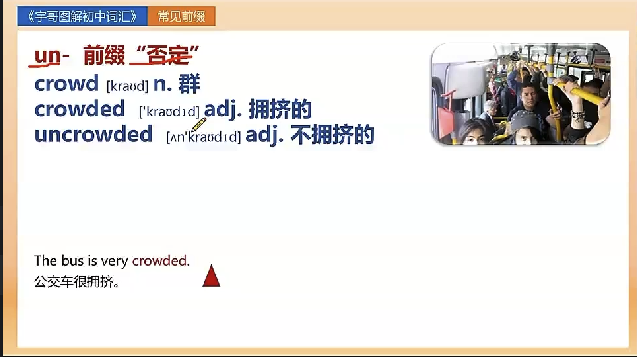 《宇哥图解初中词汇》 常见前缀
un- 前缀 “否定”
crowd [kraʊd] n. 群
crowded ['kraʊdɪd] adj. 拥挤的
uncrowded [ʌn'kraʊdɪd] adj. 不拥挤的
The bus is very crowded.
公交车很拥挤。